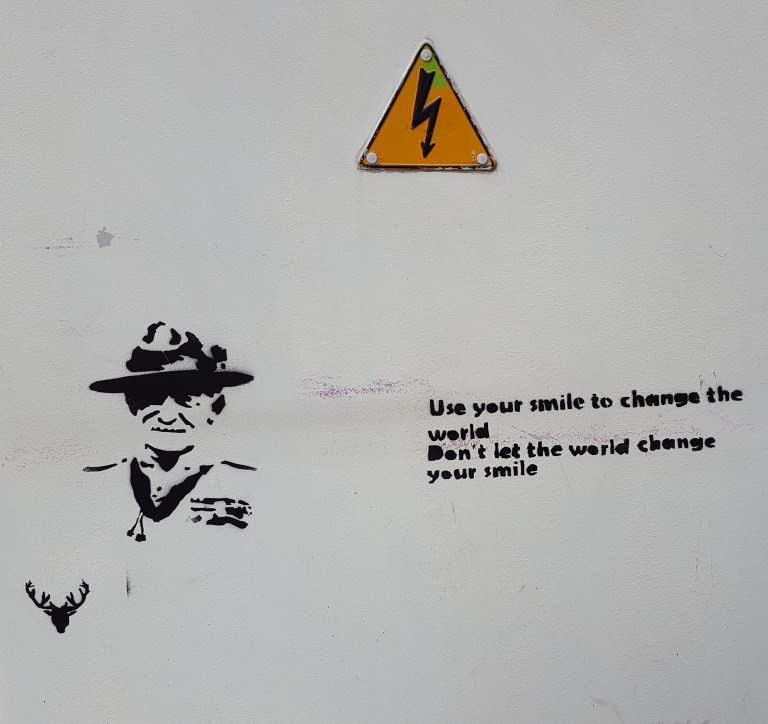 Use your smile to change the
world
Don't let the world change
your smile